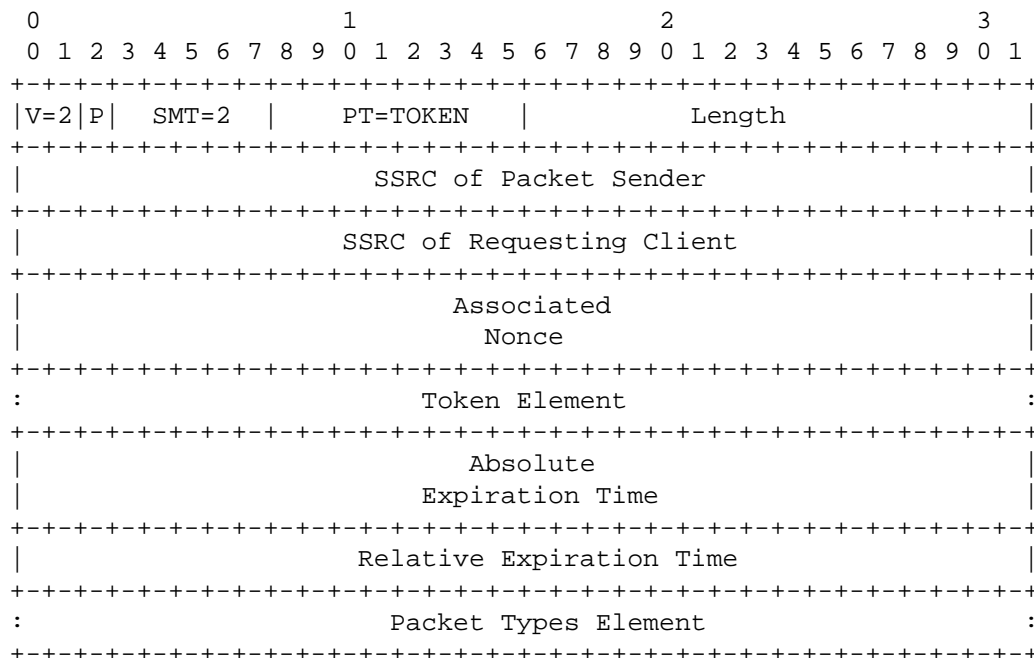 0                   1                   2                   3
 0 1 2 3 4 5 6 7 8 9 0 1 2 3 4 5 6 7 8 9 0 1 2 3 4 5 6 7 8 9 0 1
+-+-+-+-+-+-+-+-+-+-+-+-+-+-+-+-+-+-+-+-+-+-+-+-+-+-+-+-+-+-+-+-+
|V=2|P|  SMT=2  |    PT=TOKEN   |          Length               |
+-+-+-+-+-+-+-+-+-+-+-+-+-+-+-+-+-+-+-+-+-+-+-+-+-+-+-+-+-+-+-+-+
|                      SSRC of Packet Sender                    |
+-+-+-+-+-+-+-+-+-+-+-+-+-+-+-+-+-+-+-+-+-+-+-+-+-+-+-+-+-+-+-+-+
|                    SSRC of Requesting Client                  |
+-+-+-+-+-+-+-+-+-+-+-+-+-+-+-+-+-+-+-+-+-+-+-+-+-+-+-+-+-+-+-+-+
|                           Associated                          |
|                             Nonce                             |
+-+-+-+-+-+-+-+-+-+-+-+-+-+-+-+-+-+-+-+-+-+-+-+-+-+-+-+-+-+-+-+-+
:                         Token Element                         :
+-+-+-+-+-+-+-+-+-+-+-+-+-+-+-+-+-+-+-+-+-+-+-+-+-+-+-+-+-+-+-+-+
|                            Absolute                           |
|                         Expiration Time                       |
+-+-+-+-+-+-+-+-+-+-+-+-+-+-+-+-+-+-+-+-+-+-+-+-+-+-+-+-+-+-+-+-+
|                     Relative Expiration Time                  |
+-+-+-+-+-+-+-+-+-+-+-+-+-+-+-+-+-+-+-+-+-+-+-+-+-+-+-+-+-+-+-+-+
:                       Packet Types Element                    :
+-+-+-+-+-+-+-+-+-+-+-+-+-+-+-+-+-+-+-+-+-+-+-+-+-+-+-+-+-+-+-+-+